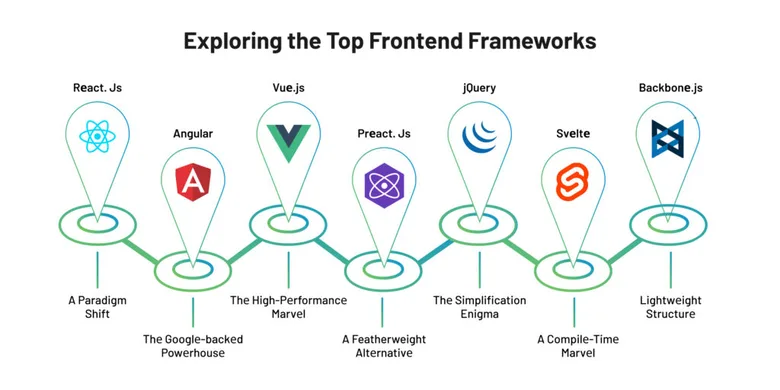 Exploring the Top Frontend Frameworks
React. Js
Angular
Vue.js
Preact. Js
jQuery
Svelte
Backbone.js
A Paradigm
Shift
The Google-backed
Powerhouse
The High-Performance
Marvel
A Featherweight
Alternative
The Simplification
Enigma
A Compile-Time
Marvel
Lightweight
Structure